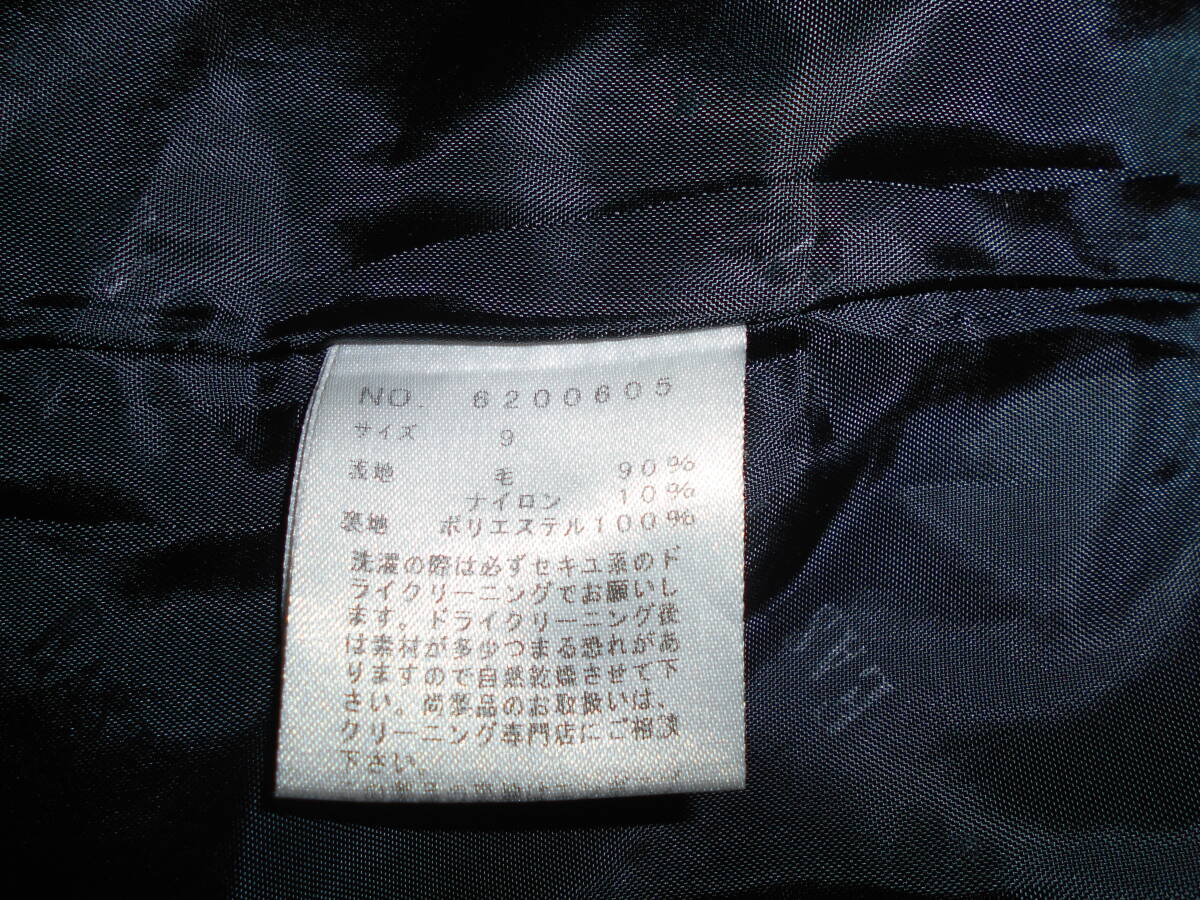 NO. 6200605
サイズ 9
表地 毛 90%
ナイロン 10%
裏地 ポリエステル100%
洗濯の際は必ずセキユ系のド
ライクリーニングでお願いし
ます。ドライクリーニング後
は素材が多少つまる恐れがあ
りますので自然乾燥させて下
さい。尚製品のお取扱いは、
クリーニング専門店にご相談
下さい。